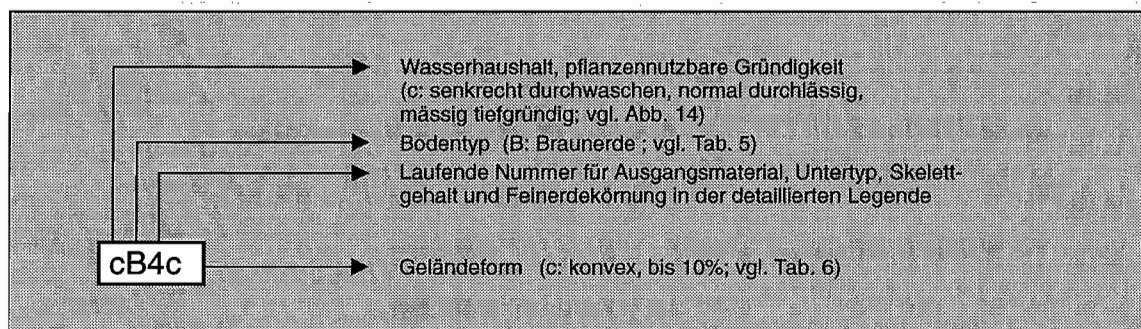 Wasserhaushalt, pflanzennutzbare Gründigkeit
(c: senkrecht durchwaschen, normal durchlässig,
mässig tiefgründig; vgl. Abb. 14)
Bodentyp (B: Braunerde ; vgl. Tab. 5)
Laufende Nummer für Ausgangsmaterial, Untertyp, Skelett-
gehalt und Feinerdekörnung in der detaillierten Legende
cB4c
Geländeform (c: konvex, bis 10%; vgl. Tab. 6)